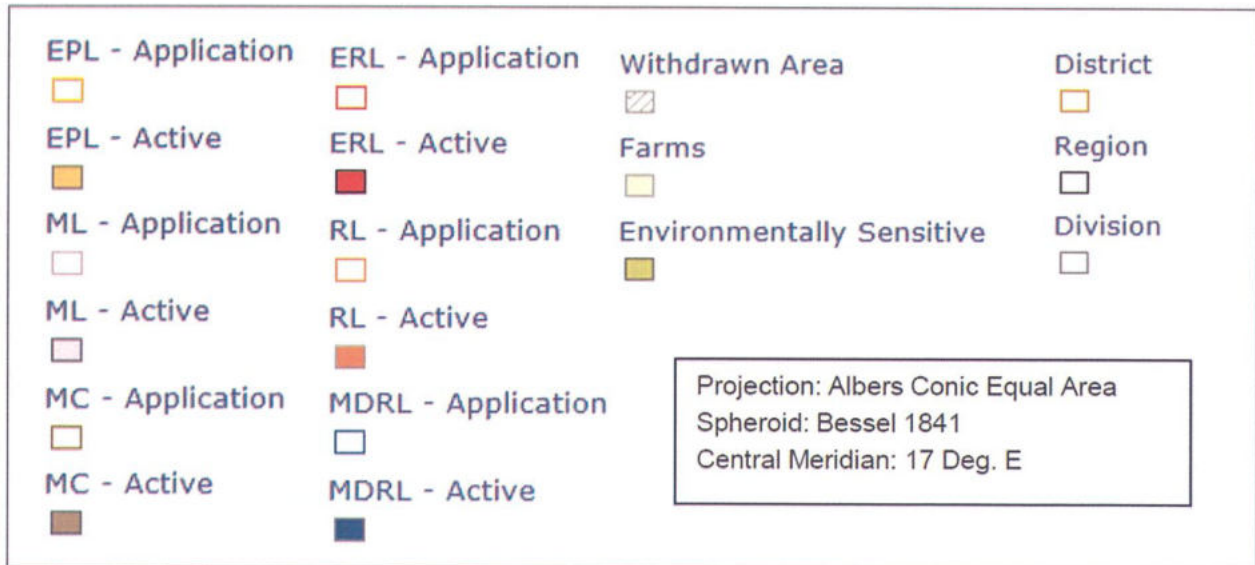 EPL - Application
EPL - Active
ML - Application
ML - Active
MC - Application
MC - Active
ERL - Application
ERL - Active
RL - Application
RL - Active
MDRL - Application
MDRL - Active
Withdrawn Area
Farms
Environmentally Sensitive
District
Region
Division
Projection: Albers Conic Equal Area
Spheroid: Bessel 1841
Central Meridian: 17 Deg. E